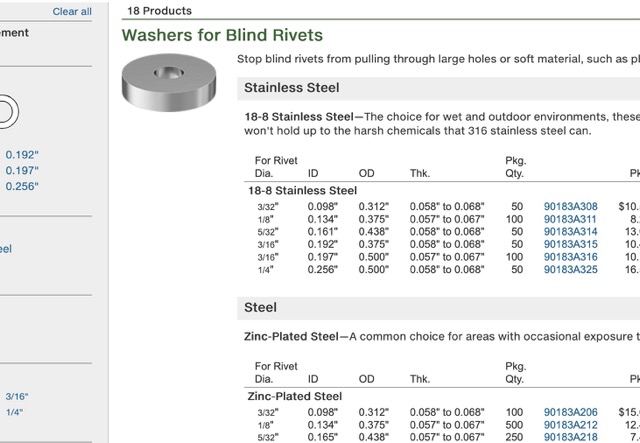 Clear all
ement
0.192"
0.197"
0.256"
eel
3/16"
1/4"
18 Products
Washers for Blind Rivets
Stop blind rivets from pulling through large holes or soft material, such as pl
Stainless Steel
18-8 Stainless Steel—The choice for wet and outdoor environments, these
won't hold up to the harsh chemicals that 316 stainless steel can.
For Rivet Pkg.
Dia. ID OD Thk. Qty. Pk
18-8 Stainless Steel
3/32" 0.098" 0.312" 0.058" to 0.068" 50 90183A308 $10.
1/8" 0.134" 0.375" 0.057" to 0.067" 100 90183A311 8.
5/32" 0.161" 0.438" 0.058" to 0.068" 50 90183A314 13.
3/16" 0.192" 0.375" 0.058" to 0.068" 50 90183A315 10.
3/16" 0.197" 0.500" 0.057" to 0.067" 100 90183A316 10.
1/4" 0.256" 0.500" 0.058" to 0.068" 50 90183A325 16.
Steel
Zinc-Plated Steel—A common choice for areas with occasional exposure t
For Rivet Pkg.
Dia. ID OD Thk. Qty. Pk
Zinc-Plated Steel
3/32" 0.098" 0.312" 0.058" to 0.068" 100 90183A206 $15.
1/8" 0.134" 0.375" 0.057" to 0.067" 500 90183A212 12.
5/32" 0.165" 0.438" 0.057" to 0.067" 250 90183A218 7.